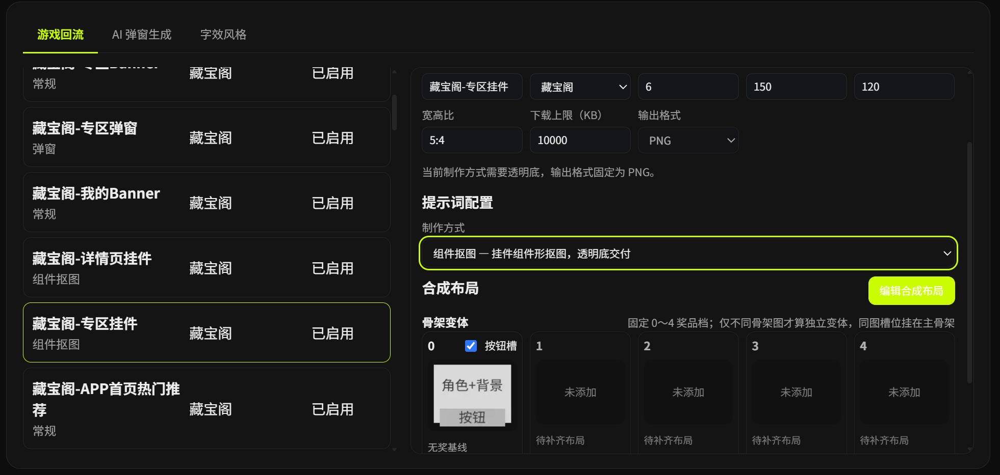 游戏回流
AI 弹窗生成
字效风格
藏宝阁-专区Banner
藏宝阁
已启用
常规
藏宝阁-专区弹窗
藏宝阁
已启用
弹窗
藏宝阁-我的Banner
藏宝阁
已启用
常规
藏宝阁-详情页挂件
藏宝阁
已启用
组件抠图
藏宝阁-专区挂件
藏宝阁
已启用
组件抠图
藏宝阁-APP首页热门推
荐
藏宝阁
已启用
常规
藏宝阁-专区挂件
藏宝阁
6
150
120
宽高比
下载上限（KB）
输出格式
5:4
10000
PNG
当前制作方式需要透明底，输出格式固定为 PNG。
提示词配置
制作方式
组件抠图 — 挂件组件形抠图，透明底交付
合成布局
编辑合成布局
骨架变体
固定 0～4 奖品档；仅不同骨架图才算独立变体，同图槽位挂在主骨架
0
按钮槽
1
2
3
4
角色+背景
按钮
未添加
未添加
未添加
未添加
无奖基线
待补齐布局
待补齐布局
待补齐布局
待补齐布局